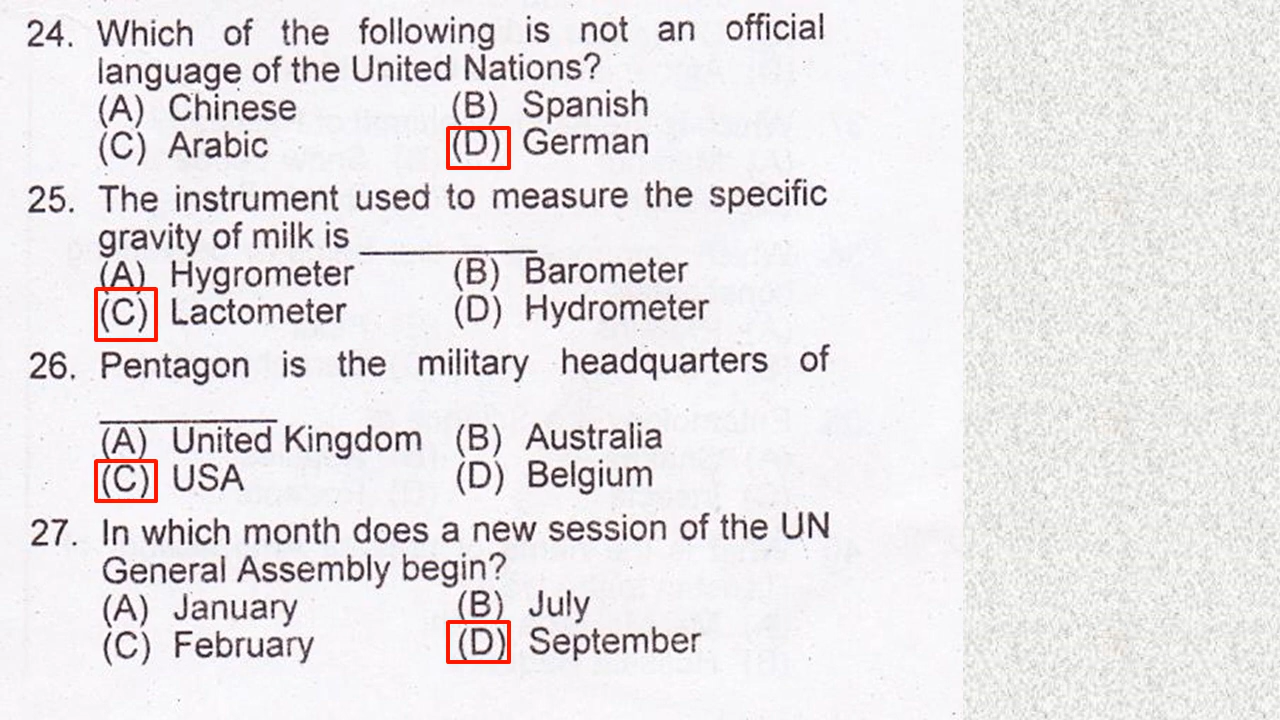 24. Which of the following is not an official
language of the United Nations?
(A) Chinese (B) Spanish
(C) Arabic (D) German
25. The instrument used to measure the specific
gravity of milk is __________
(A) Hygrometer (B) Barometer
(C) Lactometer (D) Hydrometer
26. Pentagon is the military headquarters of
__________
(A) United Kingdom (B) Australia
(C) USA (D) Belgium
27. In which month does a new session of the UN
General Assembly begin?
(A) January (B) July
(C) February (D) September